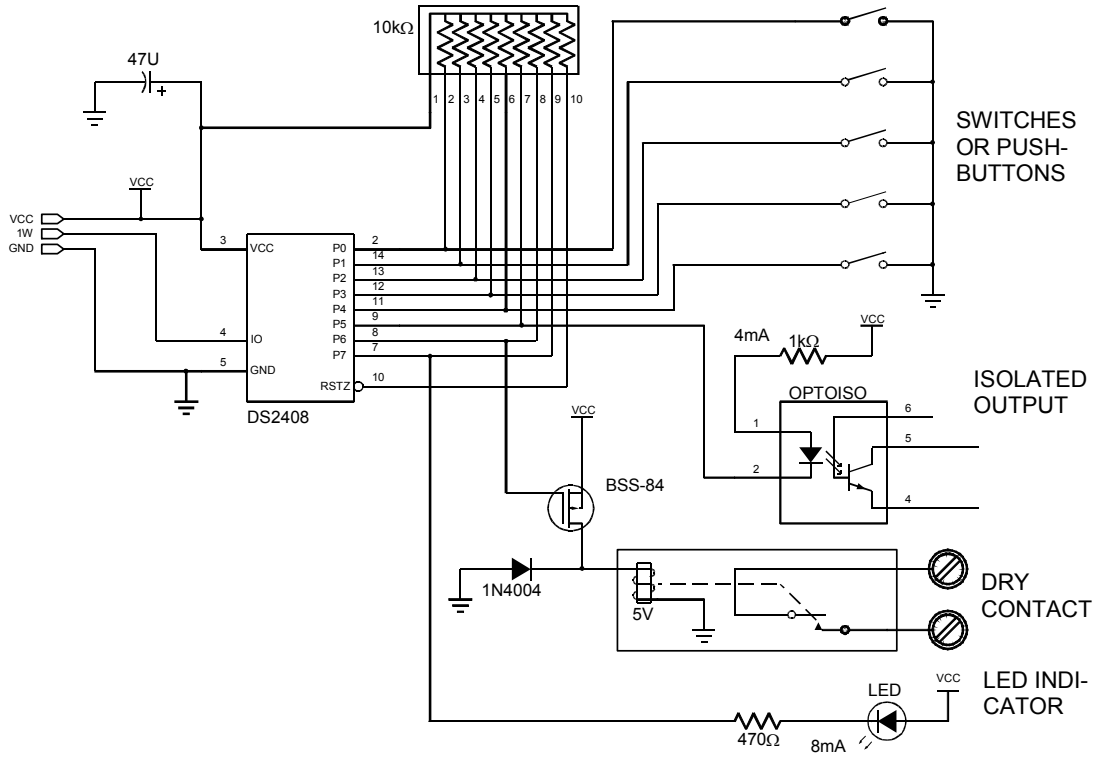 10kΩ
47U
+
1 2 3 4 5 6 7 8 9 10
SWITCHES
OR PUSH-
BUTTONS
VCC
VCC
1W
GND
3
VCC
P0
2
P1
14
P2
13
P3
12
P4
11
P5
9
P6
8
P7
7
4
IO
5
GND
RSTZ
10
DS2408
VCC
4mA
1kΩ
ISOLATED
OUTPUT
OPTOISO
1
2
6
5
4
VCC
BSS-84
1N4004
5V
DRY
CONTACT
LED
VCC
LED INDI-
CATOR
470Ω
8mA